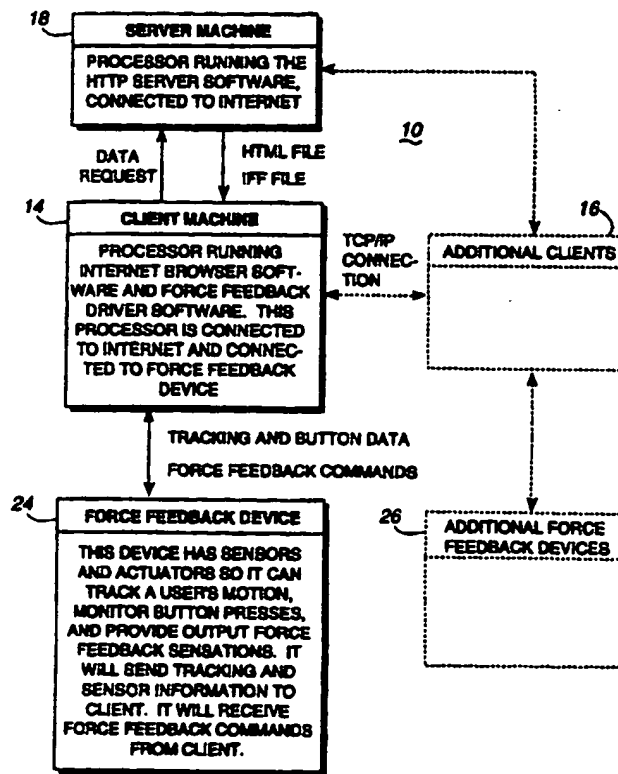 18
SERVER MACHINE
PROCESSOR RUNNING THE
HTTP SERVER SOFTWARE,
CONNECTED TO INTERNET
10
DATA
REQUEST
HTML FILE
IFF FILE
14
CLIENT MACHINE
PROCESSOR RUNNING
INTERNET BROWSER SOFT-
WARE AND FORCE FEEDBACK
DRIVER SOFTWARE. THIS
PROCESSOR IS CONNECTED
TO INTERNET AND CONNEC-
TED TO FORCE FEEDBACK
DEVICE
TCP/IP
CONNEC-
TION
16
ADDITIONAL CLIENTS
TRACKING AND BUTTON DATA
FORCE FEEDBACK COMMANDS
24
FORCE FEEDBACK DEVICE
THIS DEVICE HAS SENSORS
AND ACTUATORS SO IT CAN
TRACK A USER'S MOTION,
MONITOR BUTTON PRESSES,
AND PROVIDE OUTPUT FORCE
FEEDBACK SENSATIONS. IT
WILL SEND TRACKING AND
SENSOR INFORMATION TO
CLIENT. IT WILL RECEIVE
FORCE FEEDBACK COMMANDS
FROM CLIENT.
26
ADDITIONAL FORCE
FEEDBACK DEVICES